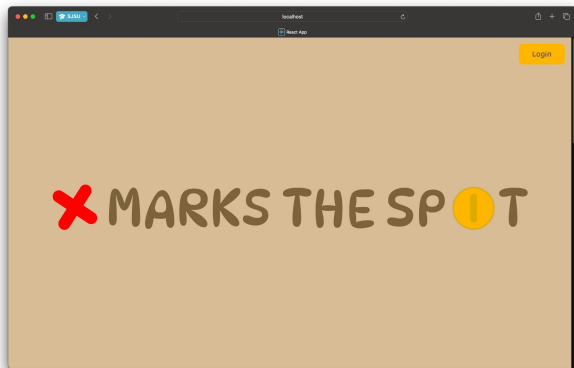 SJSU
localhost
React App
Login
X MARKS THE SPOT